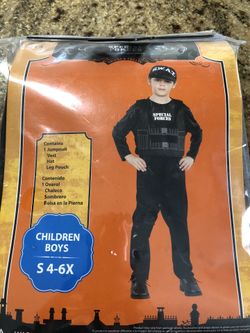 S.W.A.T.
SPECIAL
FORCES
Contains
1 Jumpsuit
Vest
Hat
Leg Pouch
Contenido
1 Overol
Chaleco
Sombrero
Bolsa en la Pierna
CHILDREN
BOYS
S 4-6X